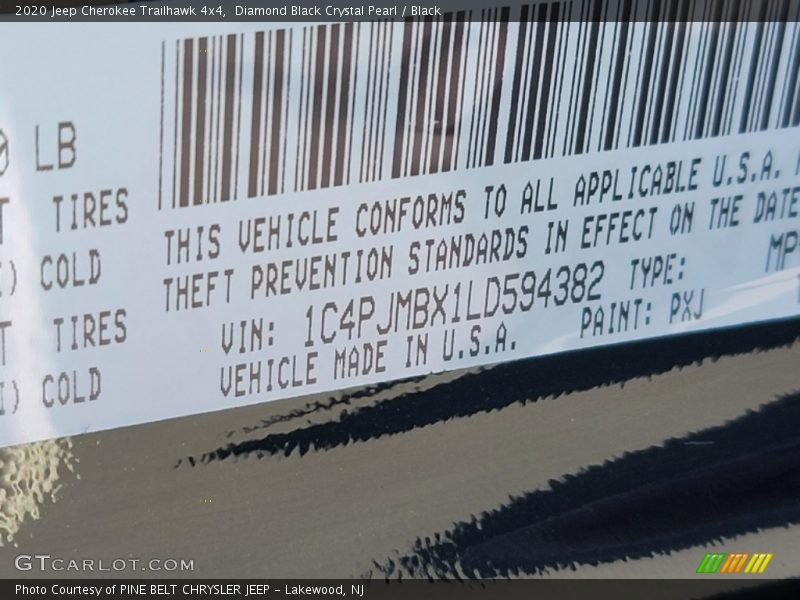 2020 Jeep Cherokee Trailhawk 4x4, Diamond Black Crystal Pearl / Black
LB
TIRES
COLD
TIRES
COLD
THIS VEHICLE CONFORMS TO ALL APPLICABLE U.S.A.
THEFT PREVENTION STANDARDS IN EFFECT ON THE DATE
VIN: 1C4PJMBX1LD594382 TYPE: MP
VEHICLE MADE IN U.S.A. PAINT: PXJ
GTCARLOT.COM
Photo Courtesy of PINE BELT CHRYSLER JEEP - Lakewood, NJ